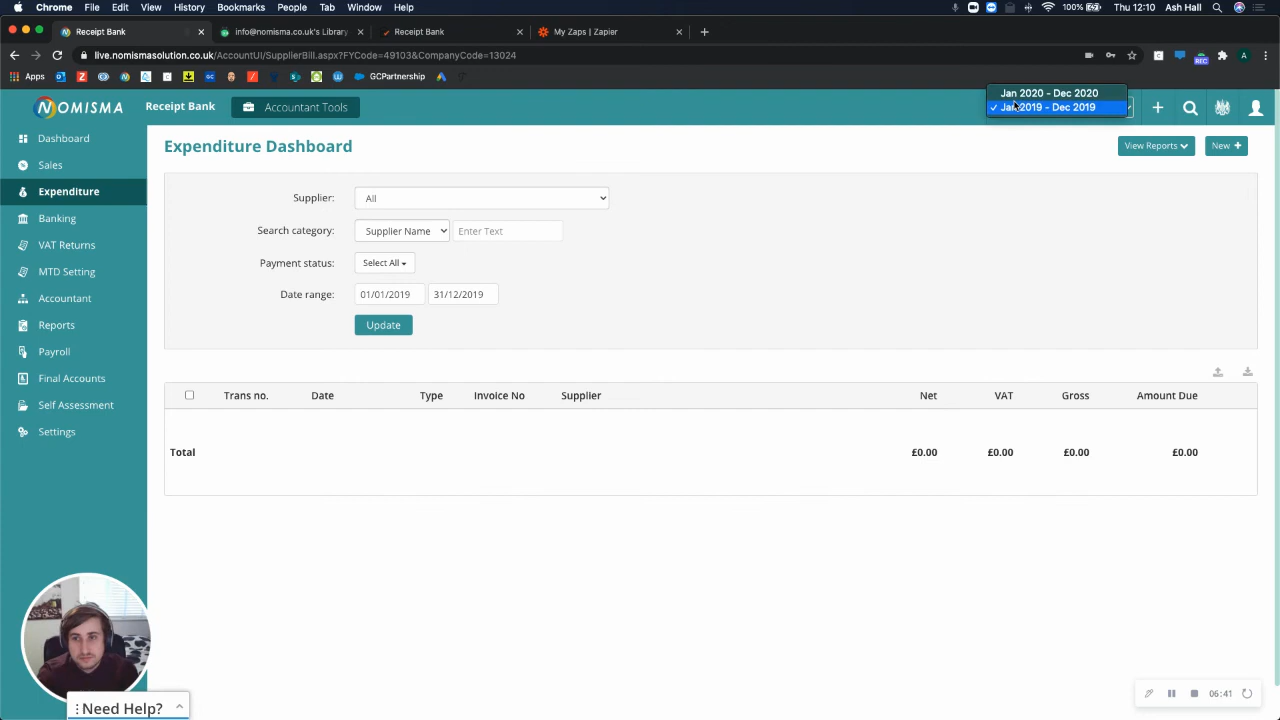 Chrome File Edit View History Bookmarks People Tab Window Help 100% Thu 12:10 Ash Hall
Receipt Bank info@nomisma.co.uk's Library Receipt Bank My Zaps | Zapier
live.nomismasolution.co.uk/AccountUI/SupplierBill.aspx?FYCode=49103&CompanyCode=13024 REC A
Apps GCPartnership
NOMISMA Receipt Bank Accountant Tools
Jan 2020 - Dec 2020
Jan 2019 - Dec 2019
Dashboard
Sales
Expenditure
Banking
VAT Returns
MTD Setting
Accountant
Reports
Payroll
Final Accounts
Self Assessment
Settings
Expenditure Dashboard View Reports New
Supplier: All
Search category: Supplier Name Enter Text
Payment status: Select All
Date range: 01/01/2019 31/12/2019
Update
Trans no. Date Type Invoice No Supplier Net VAT Gross Amount Due
Total £0.00 £0.00 £0.00 £0.00
Need Help?
06:41